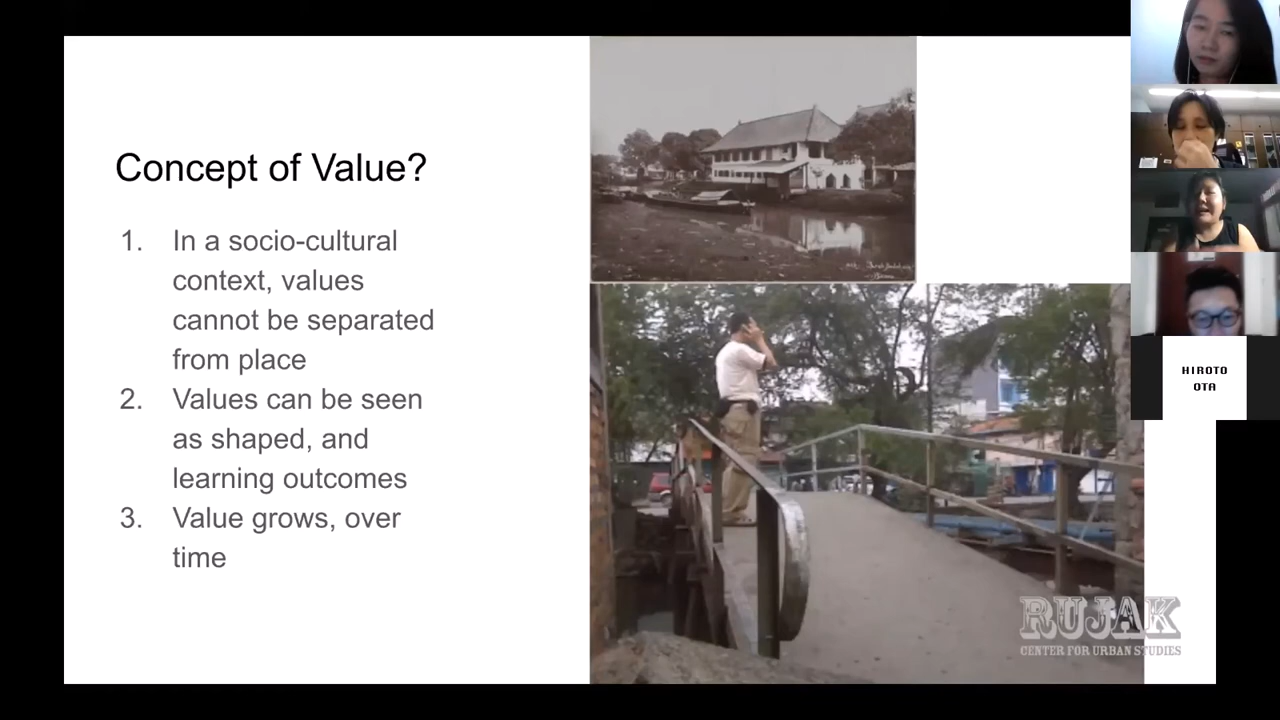 Concept of Value?
1. In a socio-cultural
context, values
cannot be separated
from place
2. Values can be seen
as shaped, and
learning outcomes
3. Value grows, over
time
RUJAK
CENTER FOR URBAN STUDIES
HIROTO
OTA